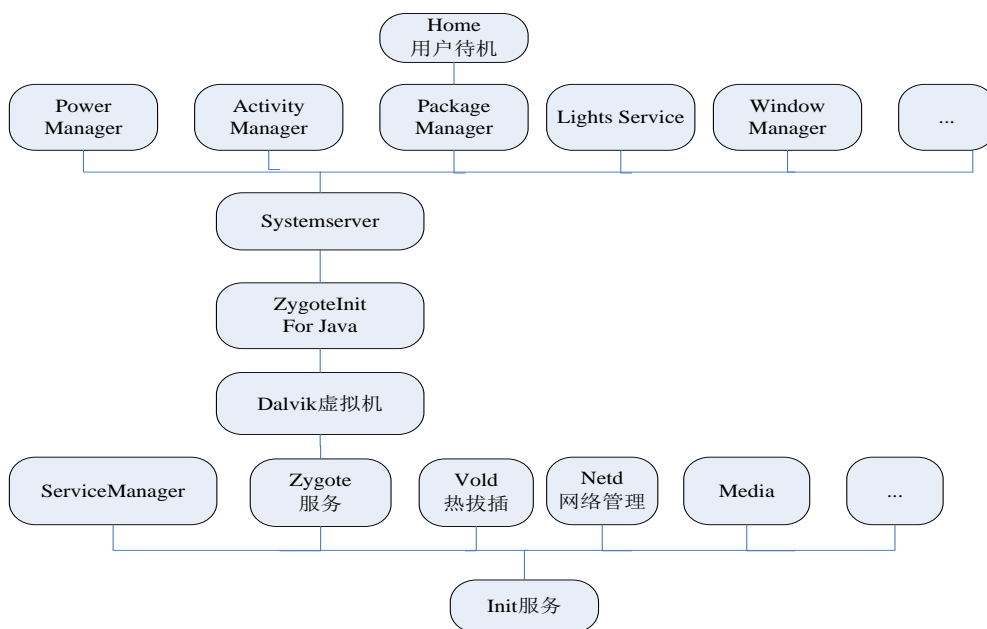 Home
用户待机
Power
Manager
Activity
Manager
Package
Manager
Lights Service
Window
Manager
...
Systemserver
ZygoteInit
For Java
Dalvik虚拟机
ServiceManager
Zygote
服务
Vold
热拔插
Netd
网络管理
Media
...
Init服务